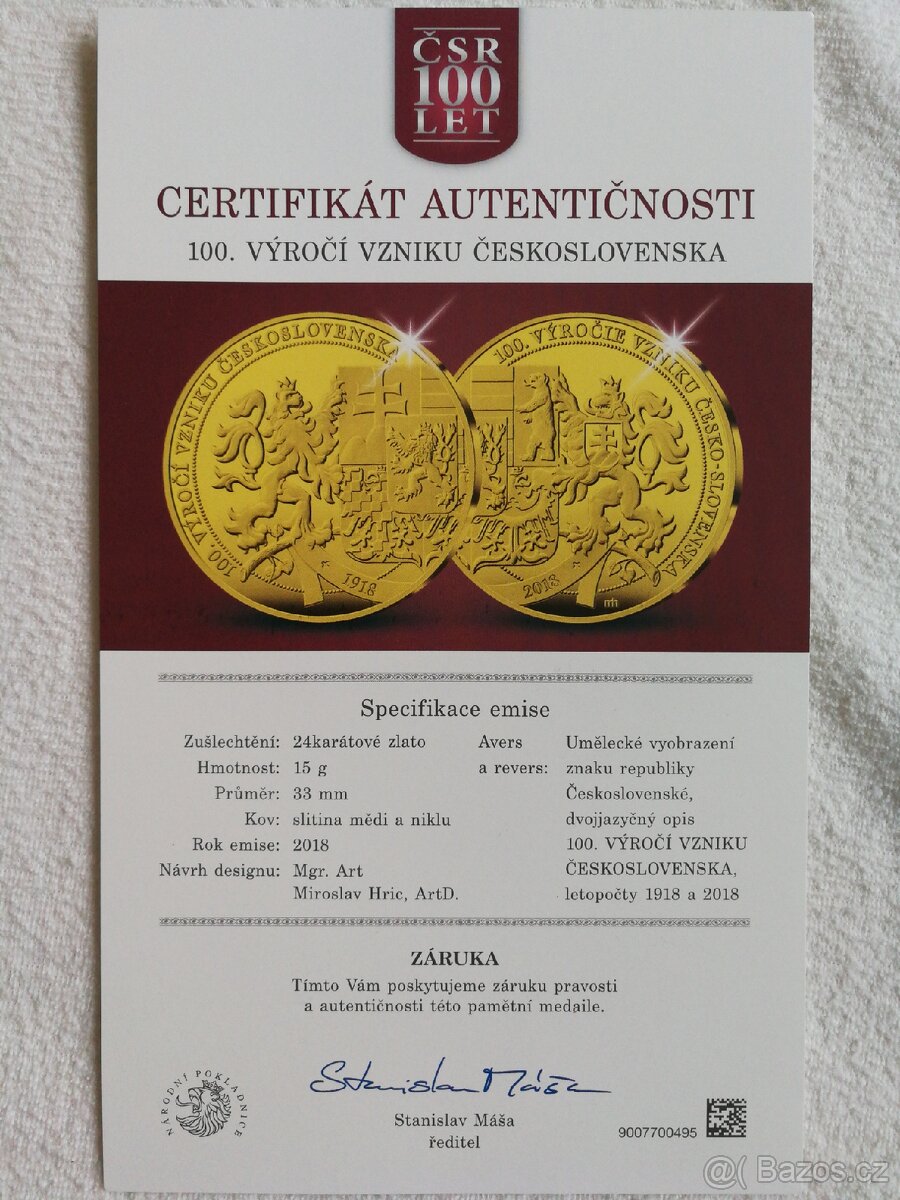 ČSR
100
LET
CERTIFIKÁT AUTENTIČNOSTI
100. VÝROČÍ VZNIKU ČESKOSLOVENSKA
100. VÝROČÍ VZNIKU ČESKOSLOVENSKA
1918
100. VÝROČIE VZNIKU ČESKO-SLOVENSKA
2018
mh
Specifikace emise
Zušlechtění: 24karátové zlato
Hmotnost: 15 g
Průměr: 33 mm
Kov: slitina mědi a niklu
Rok emise: 2018
Návrh designu: Mgr. Art
Miroslav Hric, ArtD.
Avers Umělecké vyobrazení
a revers: znaku republiky
Československé,
dvojjazyčný opis
100. VÝROČÍ VZNIKU
ČESKOSLOVENSKA,
letopočty 1918 a 2018
ZÁRUKA
Tímto Vám poskytujeme záruku pravosti
a autentičnosti této pamětní medaile.
NÁRODNÍ POKLADNICE
Stanislav Máša
Stanislav Máša
ředitel
9007700495
@( Bazos.cz